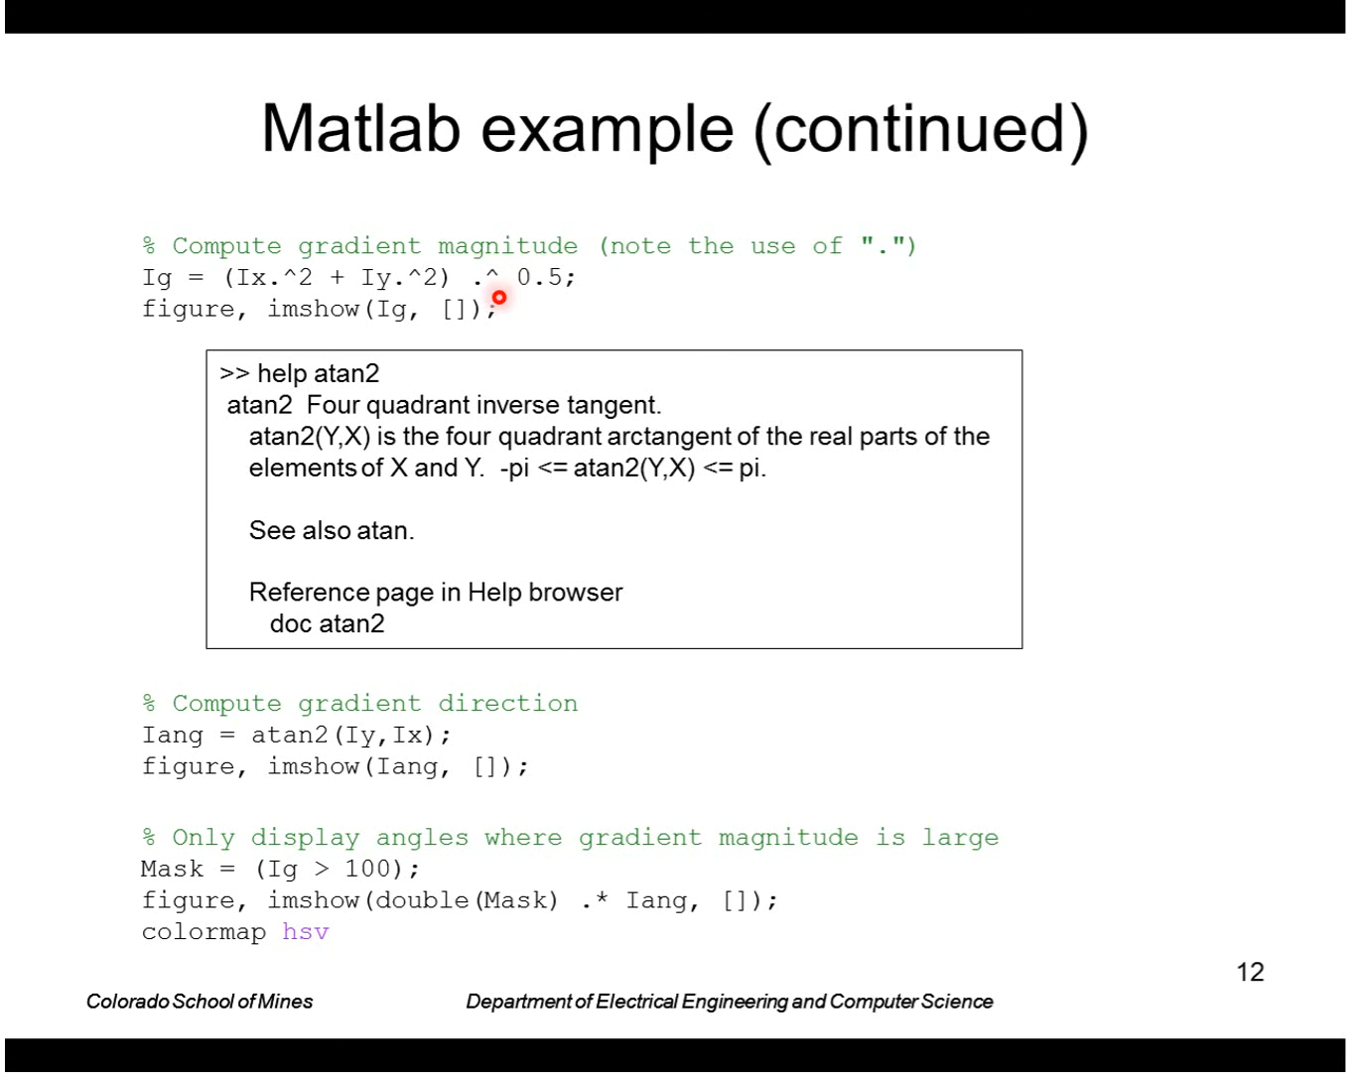 Matlab example (continued)
% Compute gradient magnitude (note the use of ".")
Ig = (Ix.^2 + Iy.^2) .^ 0.5;
figure, imshow(Ig, []);
>> help atan2
atan2  Four quadrant inverse tangent.
atan2(Y,X) is the four quadrant arctangent of the real parts of the
elements of X and Y.  -pi <= atan2(Y,X) <= pi.
See also atan.
Reference page in Help browser
doc atan2
% Compute gradient direction
Iang = atan2(Iy,Ix);
figure, imshow(Iang, []);
% Only display angles where gradient magnitude is large
Mask = (Ig > 100);
figure, imshow(double(Mask) .* Iang, []);
colormap hsv
12
Colorado School of Mines
Department of Electrical Engineering and Computer Science